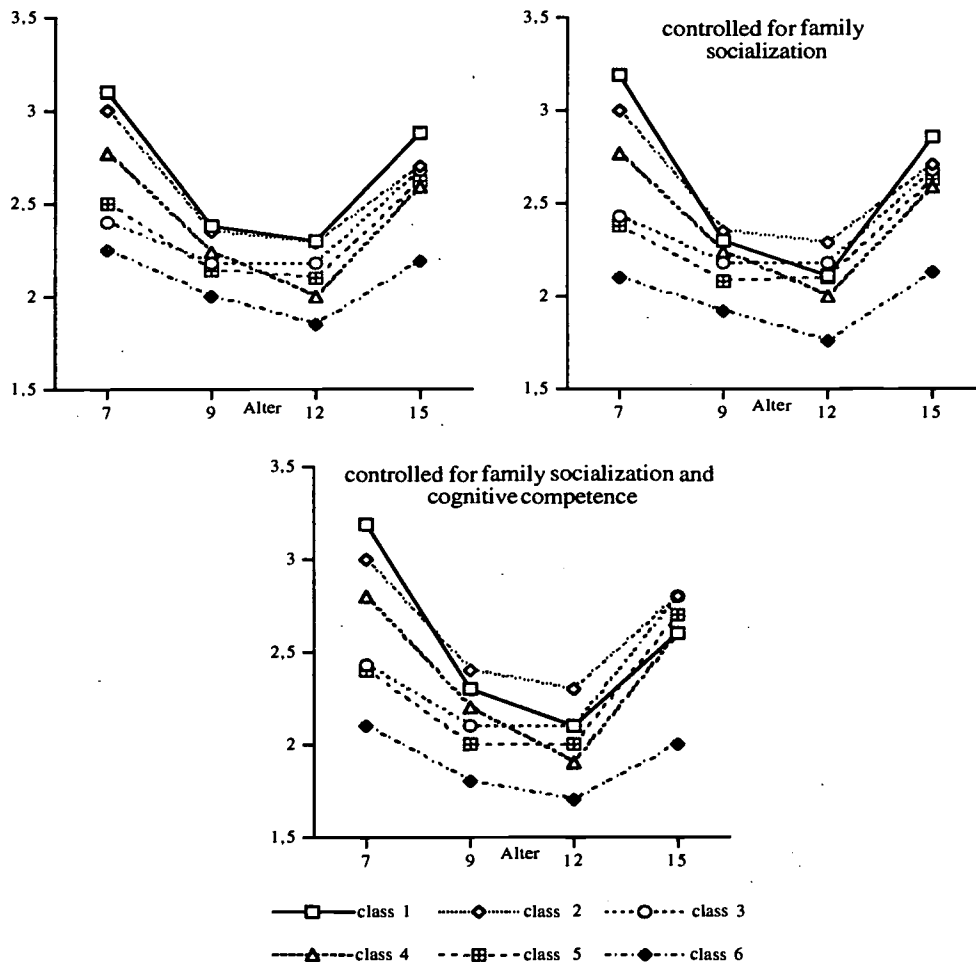 3,5
3
2,5
2
1,5
7
9
Alter
12
15
3,5
controlled for family
socialization
3
2,5
2
1,5
7
9
Alter
12
15
3,5
controlled for family socialization and
cognitive competence
3
2,5
2
1,5
7
9
Alter
12
15
class 1
class 2
class 3
class 4
class 5
class 6